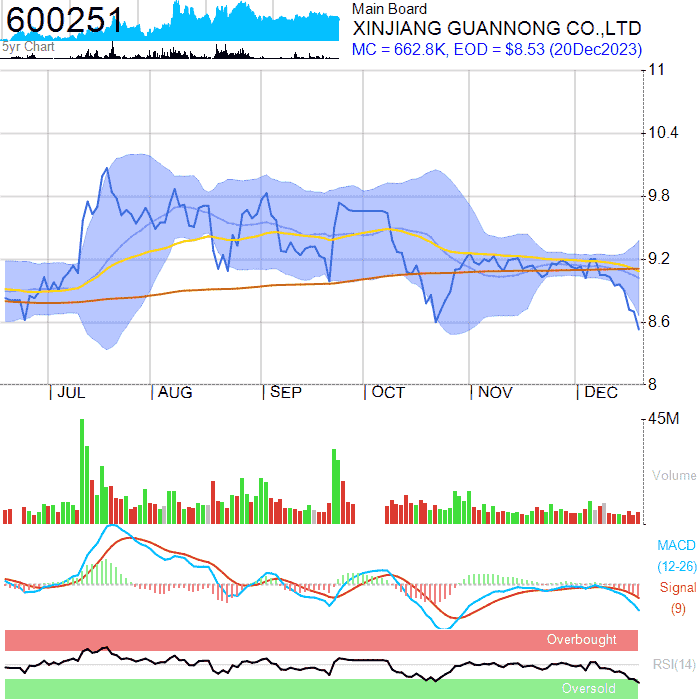 600251
5yr Chart
Main Board
XINJIANG GUANNONG CO.,LTD
MC = 662.8K, EOD = $8.53 (20Dec2023)
11
10.4
9.8
9.2
8.6
8
JUL AUG SEP OCT NOV DEC
45M
Volume
MACD
(12-26)
Signal
(9)
Overbought
RSI(14)
Oversold